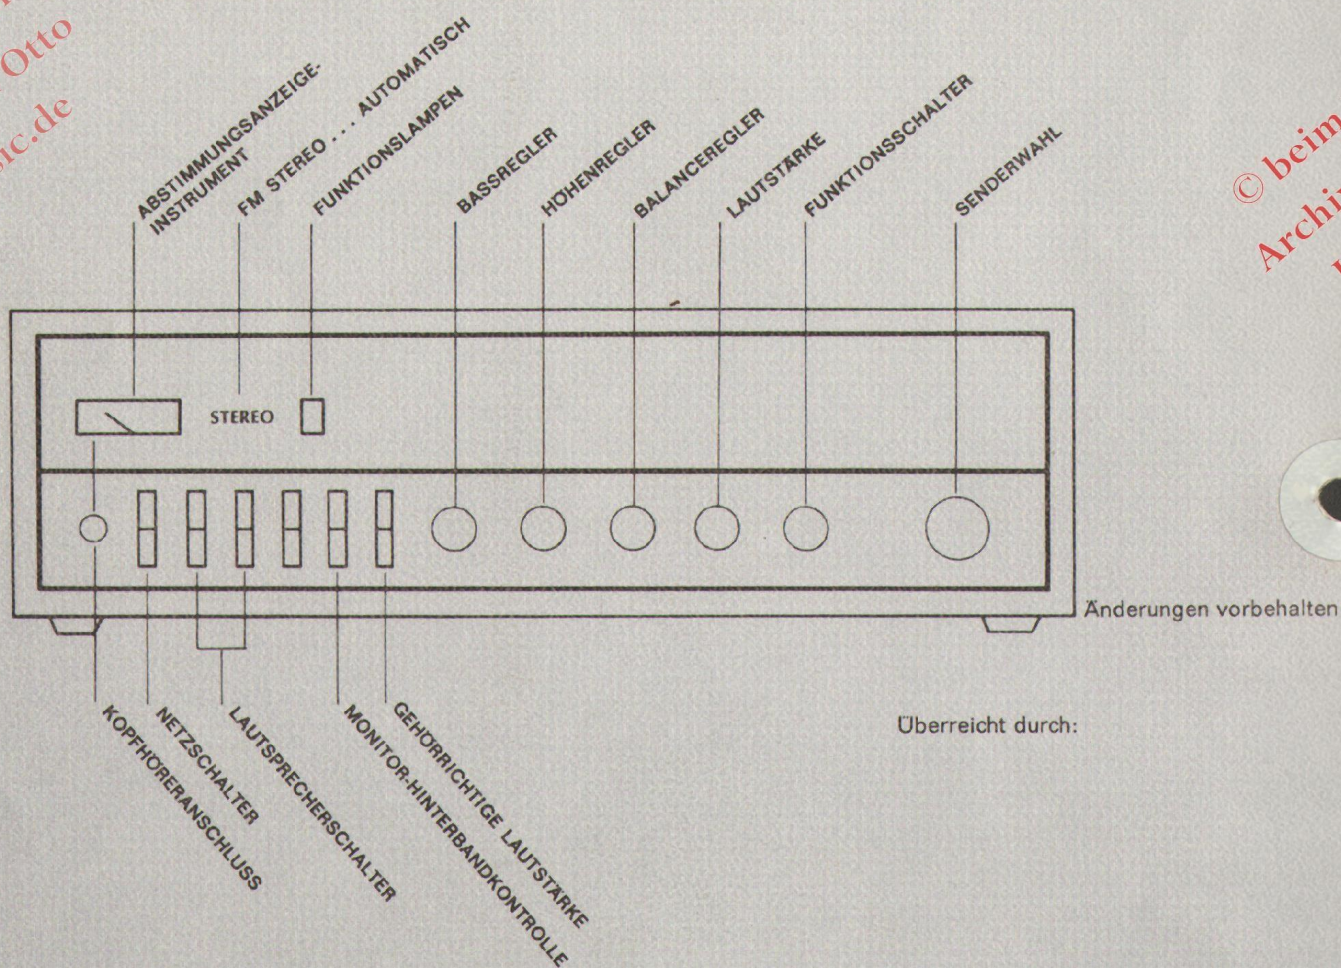 Otto
ic.de
ABSTIMMUNGSANZEIGE-
INSTRUMENT
FM STEREO . . . AUTOMATISCH
FUNKTIONSLAMPEN
BASSREGLER
HÖHENREGLER
BALANCEREGLER
LAUTSTÄRKE
FUNKTIONSSCHALTER
SENDERWAHL
© beim
Archi
STEREO
Änderungen vorbehalten
KOPFHÖRERANSCHLUSS
NETZSCHALTER
LAUTSPRECHERSCHALTER
MONITOR-HINTERBANDKONTROLLE
GEHÖRRICHTIGE LAUTSTÄRKE
Überreicht durch: